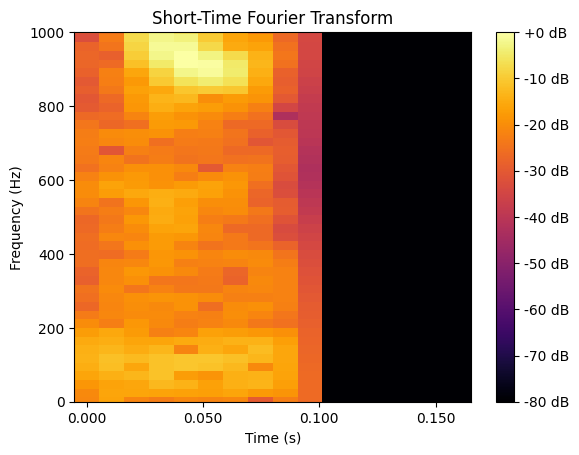 Short-Time Fourier Transform
Frequency (Hz)
1000
800
600
400
200
0
0.000
0.050
0.100
0.150
Time (s)
+0 dB
-10 dB
-20 dB
-30 dB
-40 dB
-50 dB
-60 dB
-70 dB
-80 dB